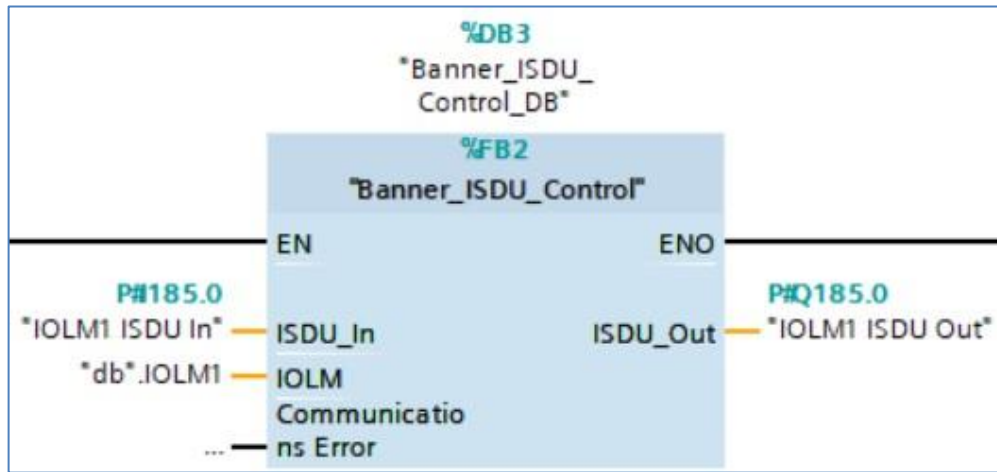 %DB3
"Banner_ISDU_
Control_DB"
%FB2
"Banner_ISDU_Control"
EN ENO
P#I185.0 P#Q185.0
"IOLM1 ISDU In" ISDU_In ISDU_Out "IOLM1 ISDU Out"
"db".IOLM1 IOLM
Communicatio
... ns Error